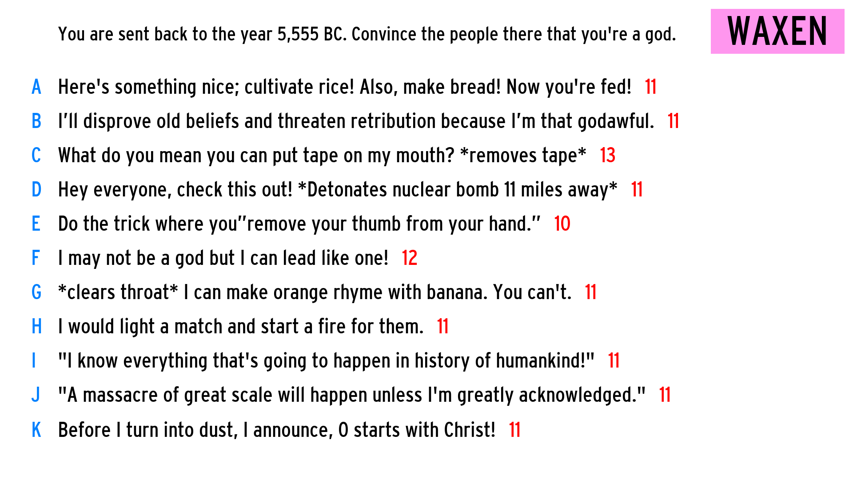 You are sent back to the year 5,555 BC. Convince the people there that you're a god.
WAXEN
A Here's something nice; cultivate rice! Also, make bread! Now you're fed! 11
B I’ll disprove old beliefs and threaten retribution because I’m that godawful. 11
C What do you mean you can put tape on my mouth? *removes tape* 13
D Hey everyone, check this out! *Detonates nuclear bomb 11 miles away* 11
E Do the trick where you”remove your thumb from your hand.” 10
F I may not be a god but I can lead like one! 12
G *clears throat* I can make orange rhyme with banana. You can't. 11
H I would light a match and start a fire for them. 11
I "I know everything that's going to happen in history of humankind!" 11
J "A massacre of great scale will happen unless I'm greatly acknowledged." 11
K Before I turn into dust, I announce, 0 starts with Christ! 11